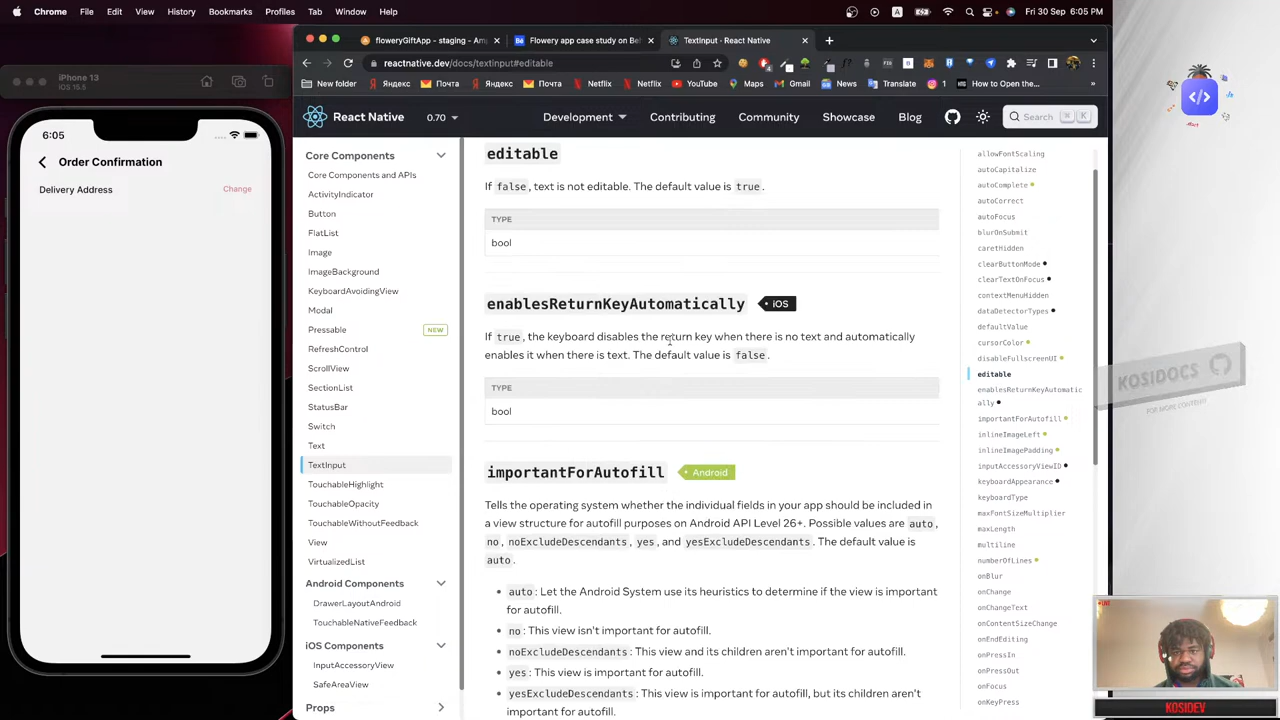 Chrome File Edit View History Bookmarks Profiles Tab Window Help
A
Fri 30 Sep 6:05 PM
iPhone 13
iOS 15.5
6:05
Order Confirmation
Delivery Address
Change
floweryGiftApp - staging - Am
Flowery app case study on Be
TextInput · React Native
reactnative.dev/docs/textinput#editable
New folder
Яндекс
Почта
Яндекс
Почта
Netflix
Netflix
YouTube
Maps
Gmail
News
Translate
1
How to Open the...
React Native
0.70
Development
Contributing
Community
Showcase
Blog
Search
⌘
K
Core Components
Core Components and APIs
ActivityIndicator
Button
FlatList
Image
ImageBackground
KeyboardAvoidingView
Modal
Pressable
NEW
RefreshControl
ScrollView
SectionList
StatusBar
Switch
Text
TextInput
TouchableHighlight
TouchableOpacity
TouchableWithoutFeedback
View
VirtualizedList
Android Components
DrawerLayoutAndroid
TouchableNativeFeedback
iOS Components
InputAccessoryView
SafeAreaView
Props
editable
If false, text is not editable. The default value is true.
TYPE
bool
enablesReturnKeyAutomatically
iOS
If true, the keyboard disables the return key when there is no text and automatically
enables it when there is text. The default value is false.
TYPE
bool
importantForAutofill
Android
Tells the operating system whether the individual fields in your app should be included in
a view structure for autofill purposes on Android API Level 26+. Possible values are auto,
no, noExcludeDescendants, yes, and yesExcludeDescendants. The default value is
auto.
auto: Let the Android System use its heuristics to determine if the view is important
for autofill.
no: This view isn't important for autofill.
noExcludeDescendants: This view and its children aren't important for autofill.
yes: This view is important for autofill.
yesExcludeDescendants: This view is important for autofill, but its children aren't
important for autofill.
allowFontScaling
autoCapitalize
autoComplete
autoCorrect
autoFocus
blurOnSubmit
caretHidden
clearButtonMode
clearTextOnFocus
contextMenuHidden
dataDetectorTypes
defaultValue
cursorColor
disableFullscreenUI
editable
enablesReturnKeyAutomatic
ally
importantForAutofill
inlineImageLeft
inlineImagePadding
inputAccessoryViewID
keyboardAppearance
keyboardType
maxFontSizeMultiplier
maxLength
multiline
numberOfLines
onBlur
onChange
onChangeText
onContentSizeChange
onEndEditing
onPressIn
onPressOut
onFocus
onKeyPress
KOSIDOCS
FOR MORE CONTENT
KOSIDEV